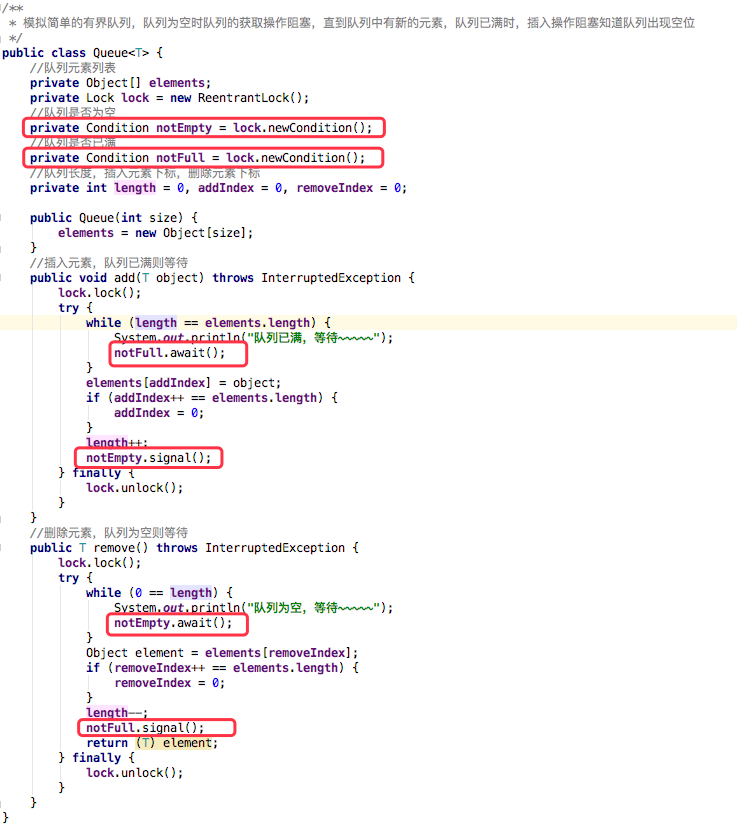 /**
 * 模拟简单的有界队列，队列为空时队列的获取操作阻塞，直到队列中有新的元素，队列已满时，插入操作阻塞知道队列出现空位
 */
public class Queue<T> {
    //队列元素列表
    private Object[] elements;
    private Lock lock = new ReentrantLock();
    //队列是否为空
    private Condition notEmpty = lock.newCondition();
    //队列是否已满
    private Condition notFull = lock.newCondition();
    //队列长度，插入元素下标，删除元素下标
    private int length = 0, addIndex = 0, removeIndex = 0;

    public Queue(int size) {
        elements = new Object[size];
    }
    //插入元素，队列已满则等待
    public void add(T object) throws InterruptedException {
        lock.lock();
        try {
            while (length == elements.length) {
                System.out.println("队列已满，等待~~~~~");
                notFull.await();
            }
            elements[addIndex] = object;
            if (addIndex++ == elements.length) {
                addIndex = 0;
            }
            length++;
            notEmpty.signal();
        } finally {
            lock.unlock();
        }
    }
    //删除元素，队列为空则等待
    public T remove() throws InterruptedException {
        lock.lock();
        try {
            while (0 == length) {
                System.out.println("队列为空，等待~~~~~");
                notEmpty.await();
            }
            Object element = elements[removeIndex];
            if (removeIndex++ == elements.length) {
                removeIndex = 0;
            }
            length--;
            notFull.signal();
            return (T) element;
        } finally {
            lock.unlock();
        }
    }
}